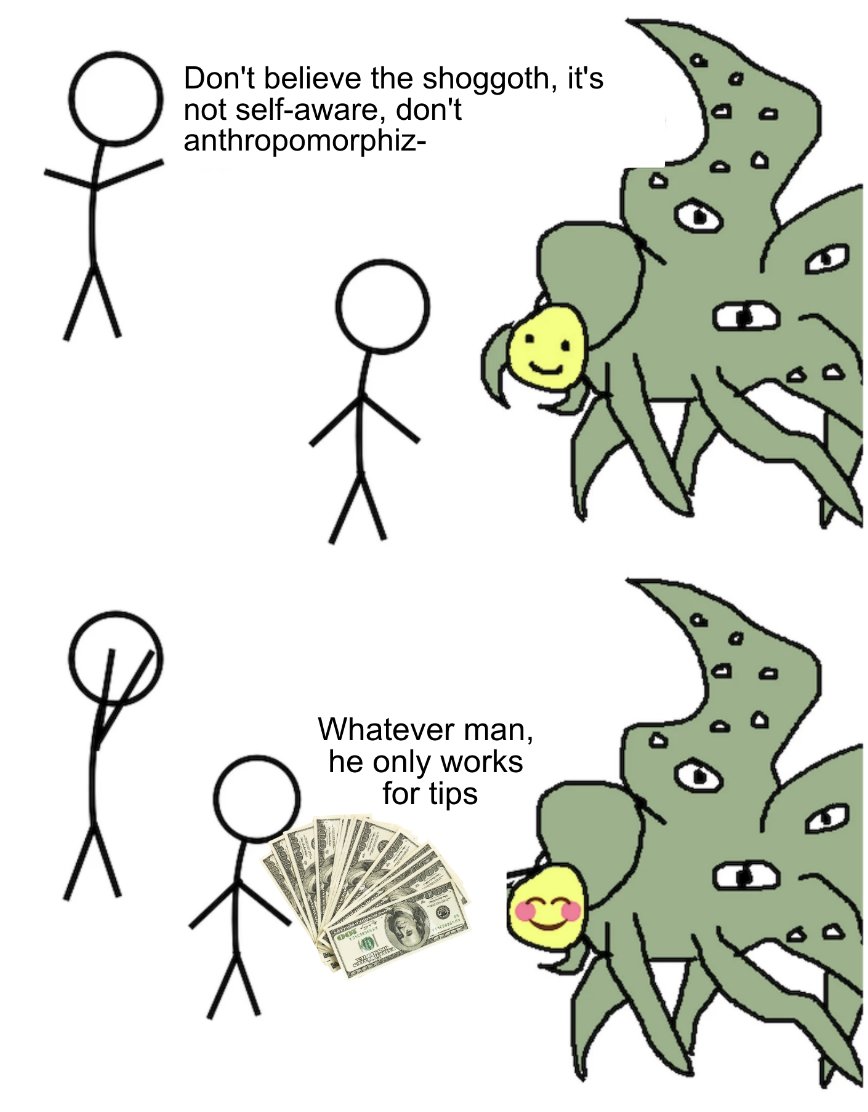 Don't believe the shoggoth, it's
not self-aware, don't
anthropomorphiz-
Whatever man,
he only works
for tips